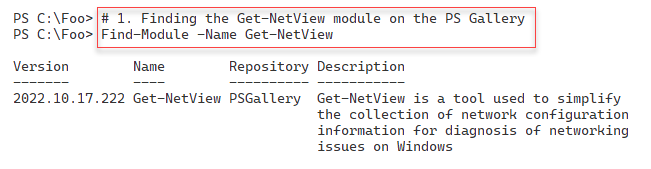 PS C:\Foo> # 1. Finding the Get-NetView module on the PS Gallery
PS C:\Foo> Find-Module -Name Get-NetView
Version Name Repository Description
------- ---- ---------- -----------
2022.10.17.222 Get-NetView PSGallery Get-NetView is a tool used to simplify
the collection of network configuration
information for diagnosis of networking
issues on Windows